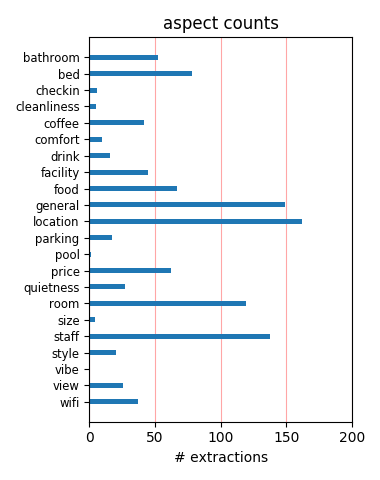 aspect counts
bathroom
bed
checkin
cleanliness
coffee
comfort
drink
facility
food
general
location
parking
pool
price
quietness
room
size
staff
style
vibe
view
wifi
0 50 100 150 200
# extractions